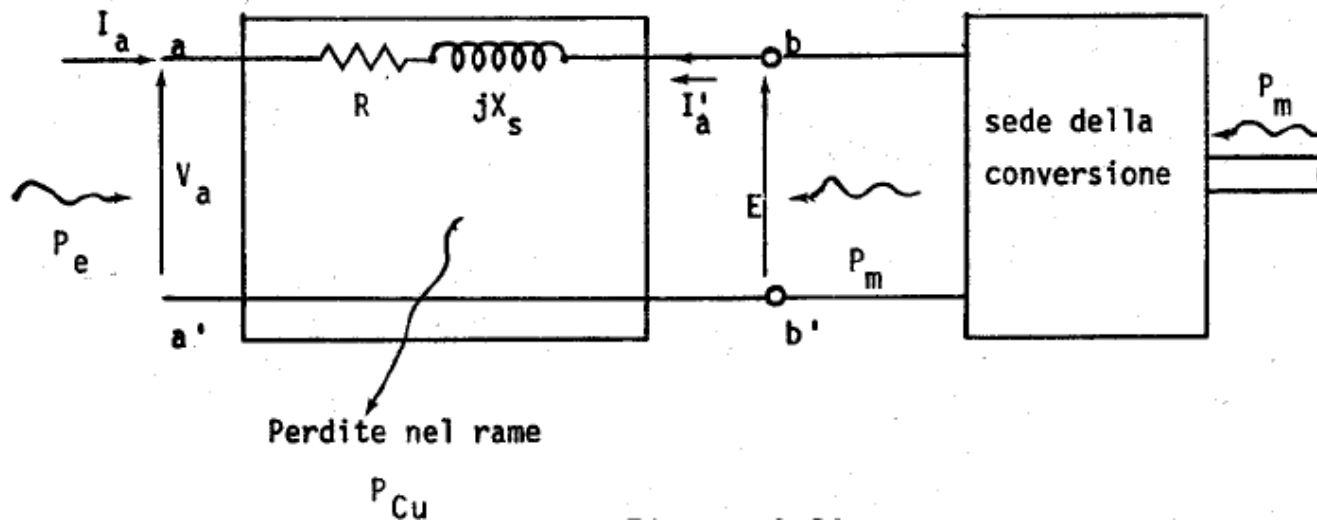 I_a
a
R
jX_s
I'_a
b
sede della
conversione
P_m
V_a
P_e
E
P_m
a'
b'
Perdite nel rame
P_Cu